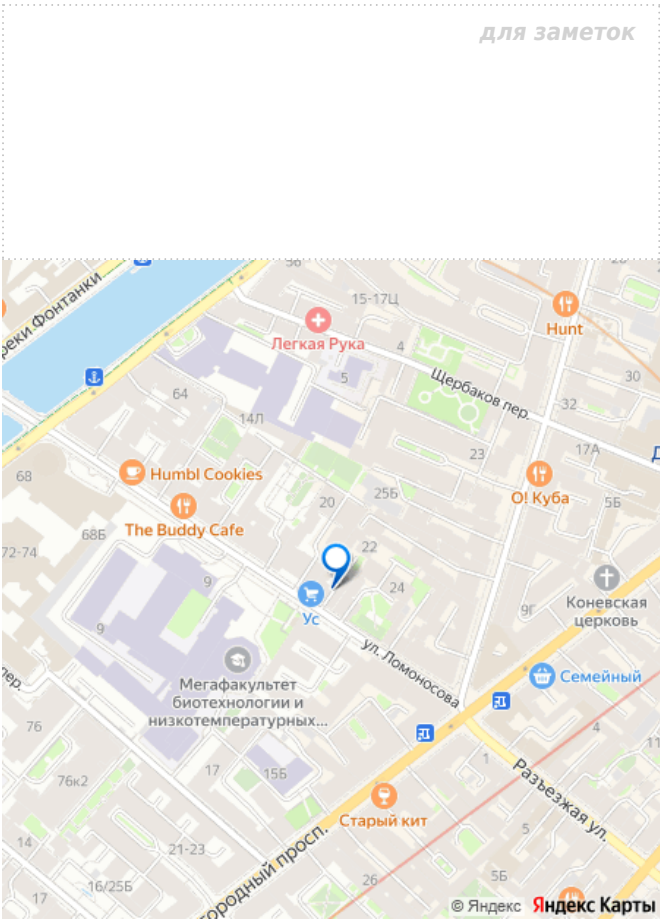 для заметок
реки Фонтанки
15-17Ц
Hunt
Легкая Рука
4
5
30
Щербаков пер.
64
32
14Л
23
17А
Humbl Cookies
68
О! Куба
20
25Б
5Б
The Buddy Cafe
68Б
72-74
22
9
24
Коневская
церковь
9Г
Ус
9
ул. Ломоносова
Семейный
пер.
Мегафакультет
биотехнологии и
низкотемпературных...
76
4
11
1
17
15Б
76к2
Разъезжая ул.
Старый кит
14
21-23
5
городный просп.
16/25Б
26
5Б
17
© Яндекс Яндекс Карты